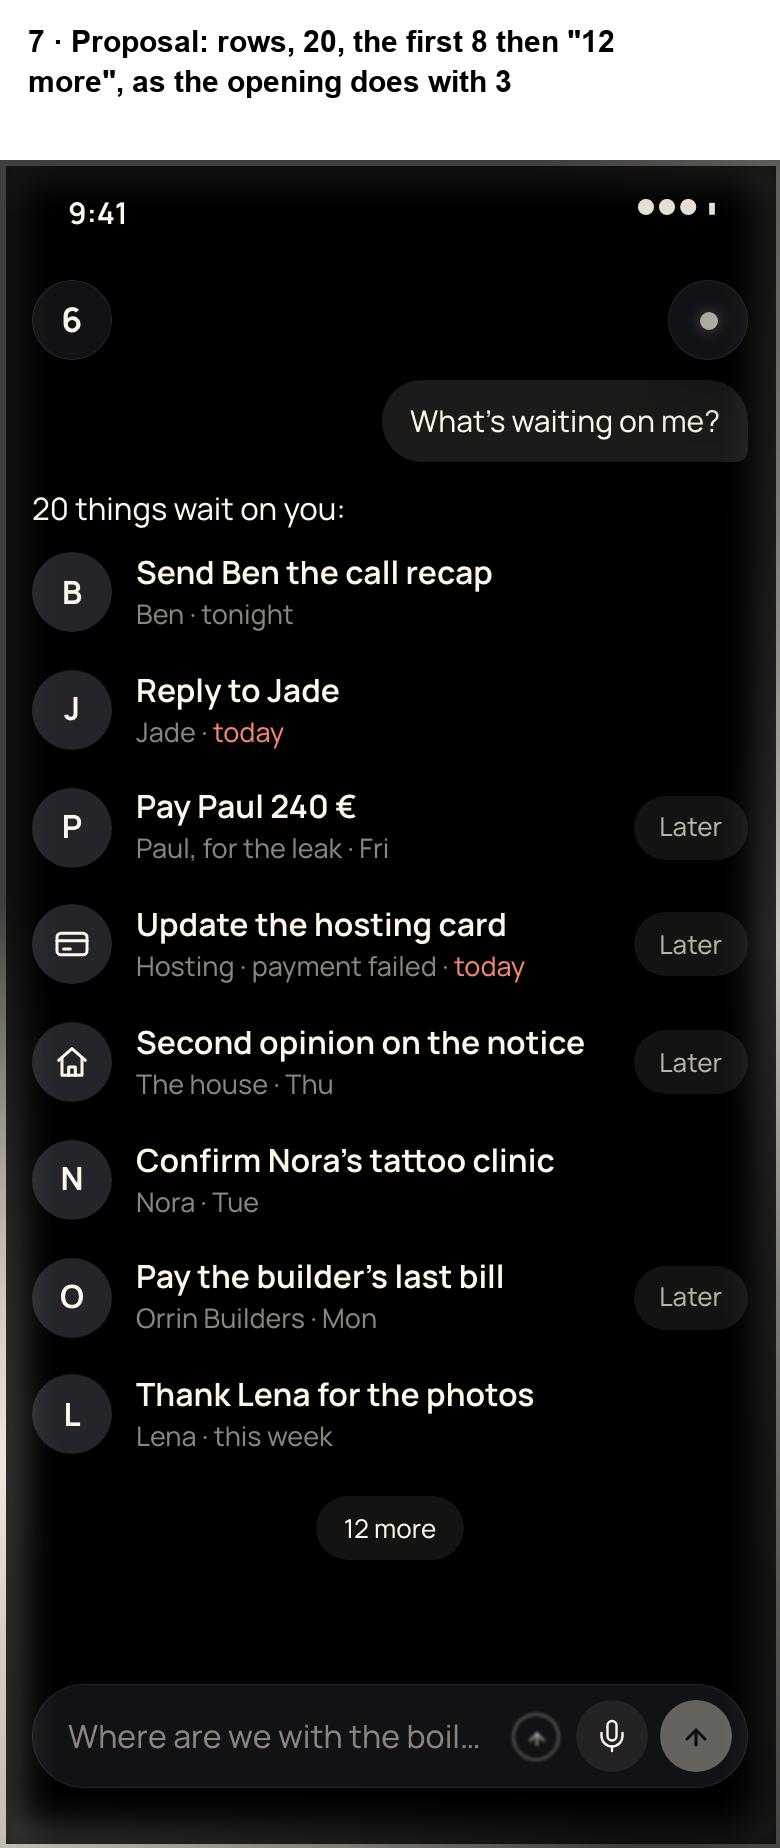 7 · Proposal: rows, 20, the first 8 then "12
more", as the opening does with 3
9:41
6
What's waiting on me?
20 things wait on you:
B
Send Ben the call recap
Ben · tonight
J
Reply to Jade
Jade · today
P
Pay Paul 240 €
Paul, for the leak · Fri
Later
Update the hosting card
Hosting · payment failed · today
Later
Second opinion on the notice
The house · Thu
Later
N
Confirm Nora's tattoo clinic
Nora · Tue
O
Pay the builder's last bill
Orrin Builders · Mon
Later
L
Thank Lena for the photos
Lena · this week
12 more
Where are we with the boil...